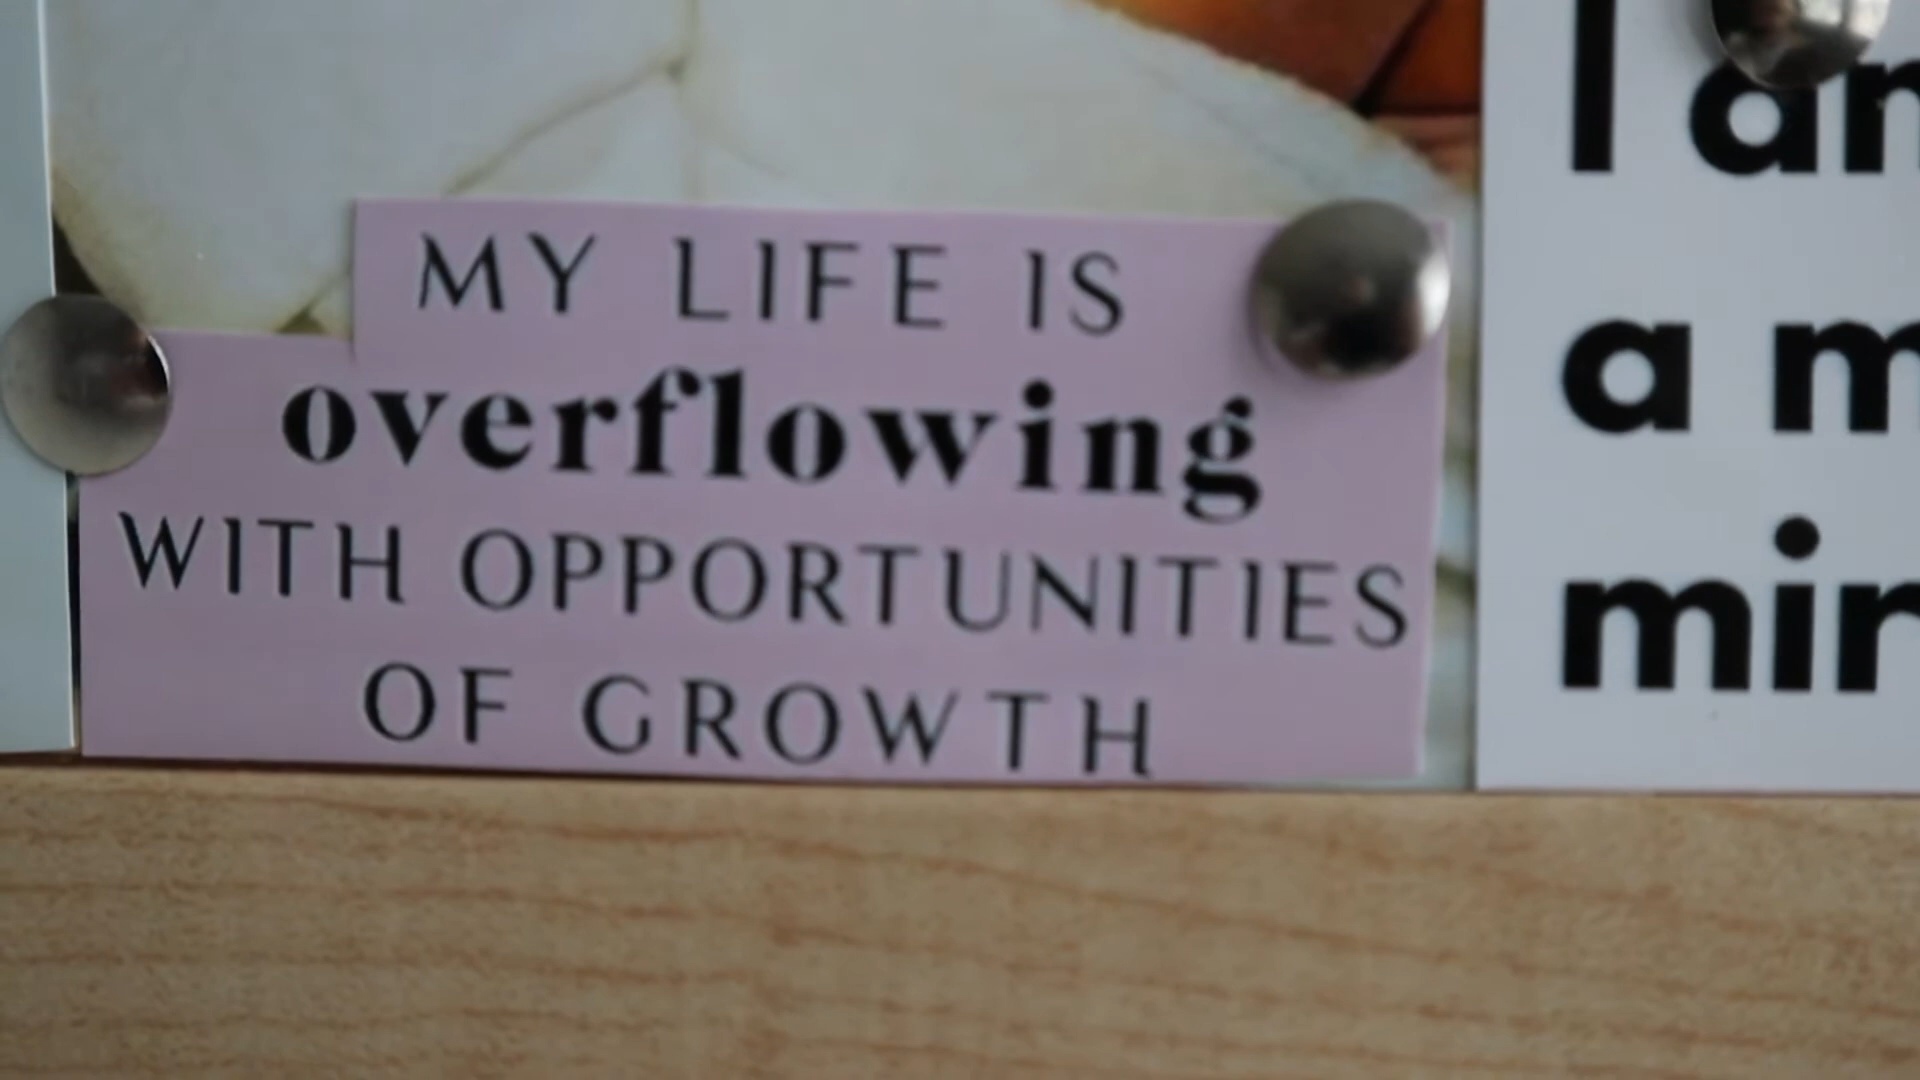 MY LIFE IS
overflowing
WITH OPPORTUNITIES
OF GROWTH
I
a